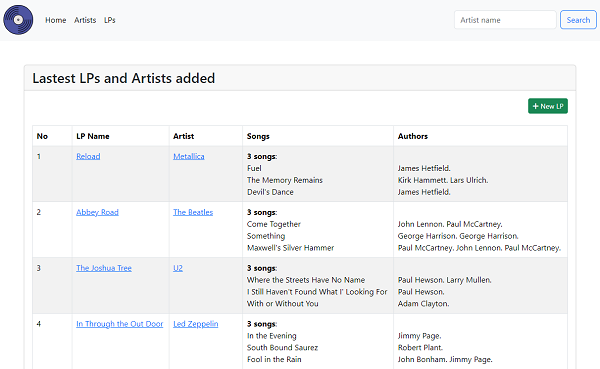 Home Artists LPs Artist name Search
Lastest LPs and Artists added
+ New LP
No LP Name Artist Songs Authors
1 Reload Metallica 3 songs:
Fuel James Hetfield.
The Memory Remains Kirk Hammett. Lars Ulrich.
Devil's Dance James Hetfield.
2 Abbey Road The Beatles 3 songs:
Come Together John Lennon. Paul McCartney.
Something George Harrison. George Harrison.
Maxwell's Silver Hammer Paul McCartney. John Lennon. Paul McCartney.
3 The Joshua Tree U2 3 songs:
Where the Streets Have No Name Paul Hewson. Larry Mullen.
I Still Haven't Found What I' Looking For Paul Hewson.
With or Without You Adam Clayton.
4 In Through the Out Door Led Zeppelin 3 songs:
In the Evening Jimmy Page.
South Bound Saurez Robert Plant.
Fool in the Rain John Bonham. Jimmy Page.